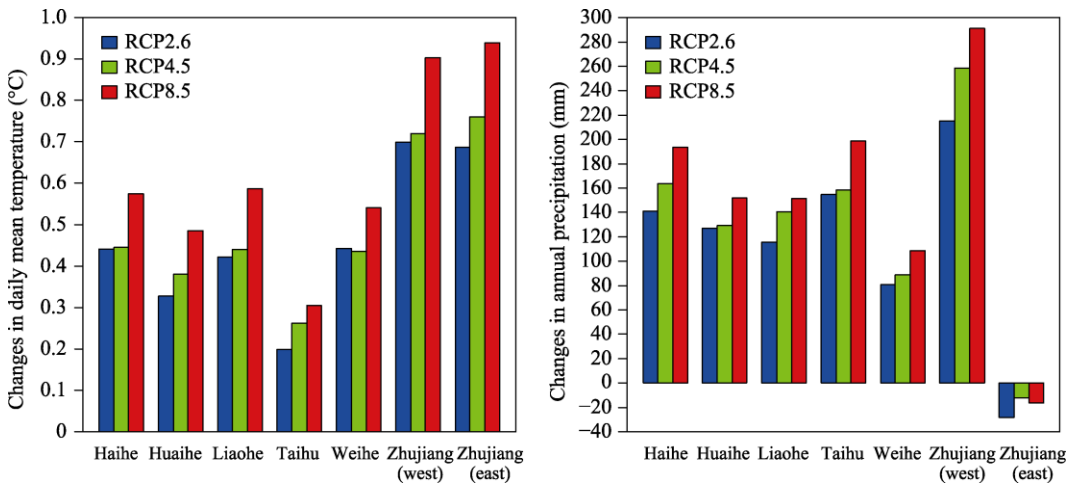 Changes in daily mean temperature (°C)
1.0
0.9
0.8
0.7
0.6
0.5
0.4
0.3
0.2
0.1
0
RCP2.6
RCP4.5
RCP8.5
Haihe Huaihe Liaohe Taihu Weihe Zhujiang Zhujiang
(west) (east)
Changes in annual precipitation (mm)
300
280
260
240
220
200
180
160
140
120
100
80
60
40
20
0
−20
−40
RCP2.6
RCP4.5
RCP8.5
Haihe Huaihe Liaohe Taihu Weihe Zhujiang Zhujiang
(west) (east)